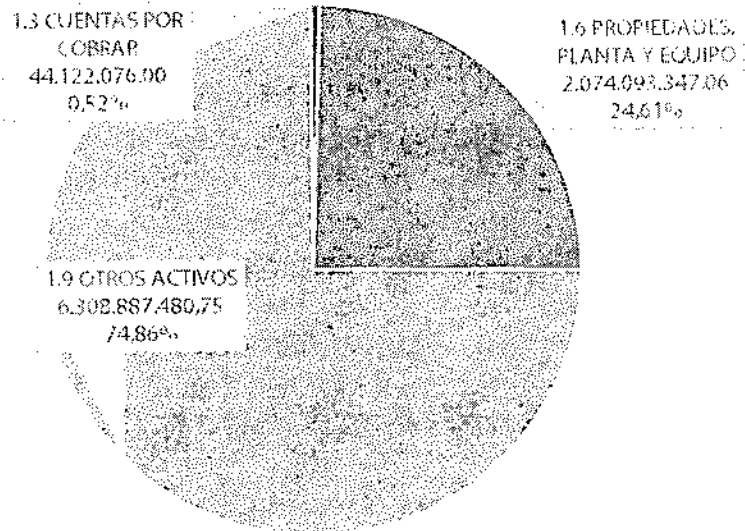 1.3 CUENTAS POR
COBRAR
44.122.076.00
0,52%
1.6 PROPIEDADES,
PLANTA Y EQUIPO
2.074.093.347.06
24,61%
1.9 OTROS ACTIVOS
6.308.887.480,75
74.86%